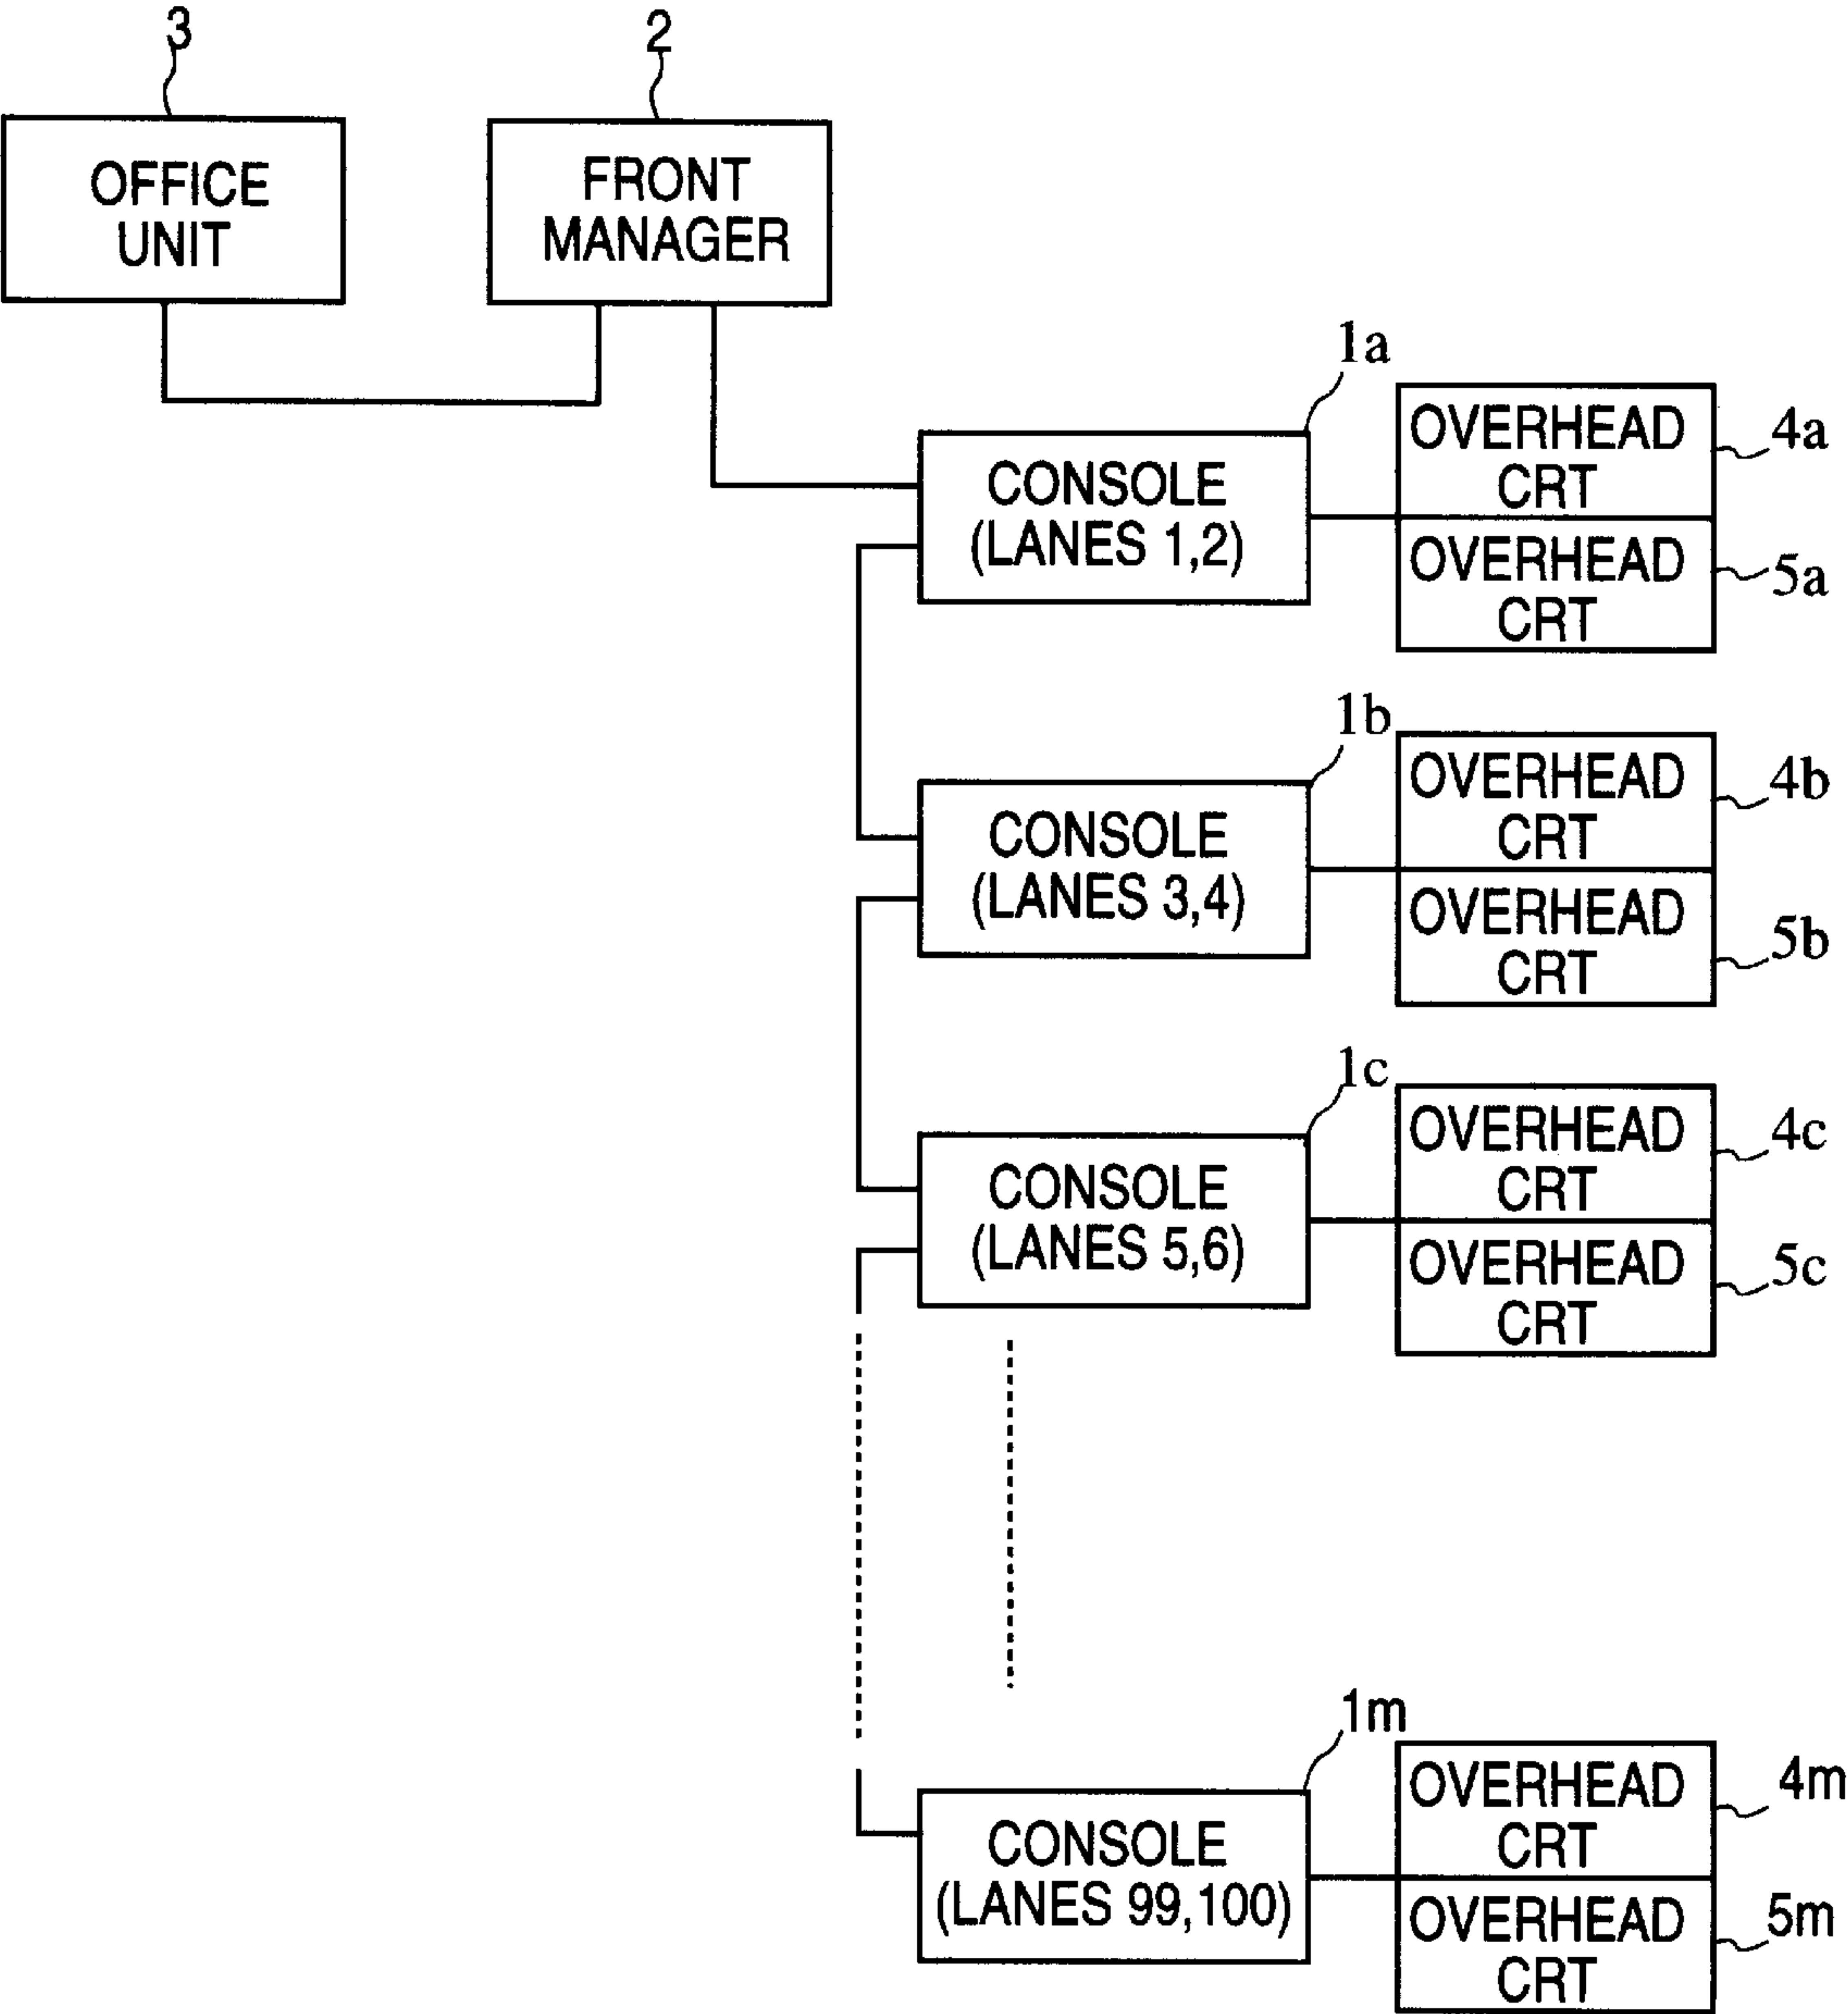 3
2
OFFICE
UNIT
FRONT
MANAGER
1a
CONSOLE
(LANES 1,2)
OVERHEAD
CRT
4a
OVERHEAD
CRT
5a
1b
CONSOLE
(LANES 3,4)
OVERHEAD
CRT
4b
OVERHEAD
CRT
5b
1c
CONSOLE
(LANES 5,6)
OVERHEAD
CRT
4c
OVERHEAD
CRT
5c
1m
CONSOLE
(LANES 99,100)
OVERHEAD
CRT
4m
OVERHEAD
CRT
5m